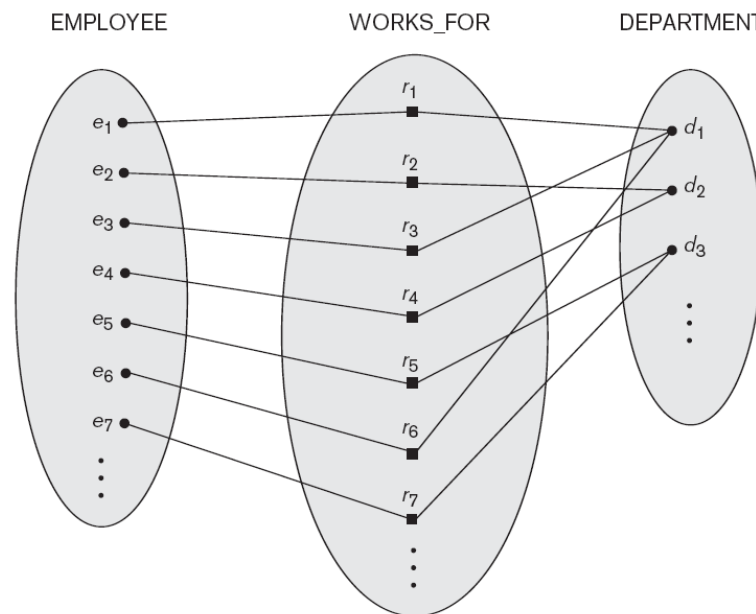 EMPLOYEE WORKS_FOR DEPARTMENT
e1
e2
e3
e4
e5
e6
e7
r1
r2
r3
r4
r5
r6
r7
d1
d2
d3